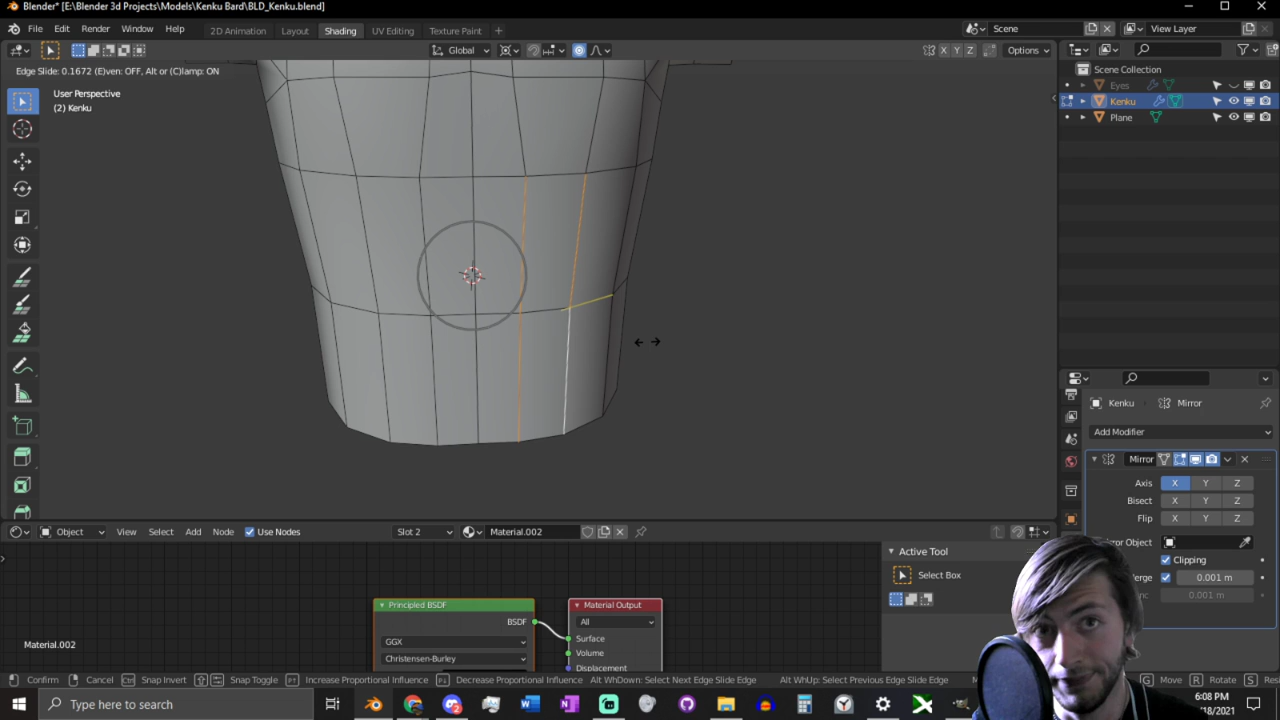 Blender* [E:\Blender 3d Projects\Models\Kenku Bard\BLD_Kenku.blend]
File Edit Render Window Help 2D Animation Layout Shading UV Editing Texture Paint + Scene View Layer
Global X Y Z Options
Edge Slide: 0.1672 (E)ven: OFF, Alt or (C)lamp: ON
User Perspective
(2) Kenku
Scene Collection
Eyes
Kenku
Plane
Kenku Mirror
Add Modifier
Mirror
Axis X Y Z
Bisect X Y Z
Flip X Y Z
Mirror Object
Clipping
0.001 m
0.001 m
Object View Select Add Node Use Nodes Slot 2 Material.002
Active Tool
Select Box
Principled BSDF
BSDF
GGX
Christensen-Burley
Material Output
All
Surface
Volume
Displacement
Material.002
Confirm Cancel Ctrl Snap Invert Snap Toggle Increase Proportional Influence Decrease Proportional Influence Alt WhDown: Select Next Edge Slide Edge Alt WhUp: Select Previous Edge Slide Edge Move R Rotate S
Type here to search
6:08 PM
/18/2021